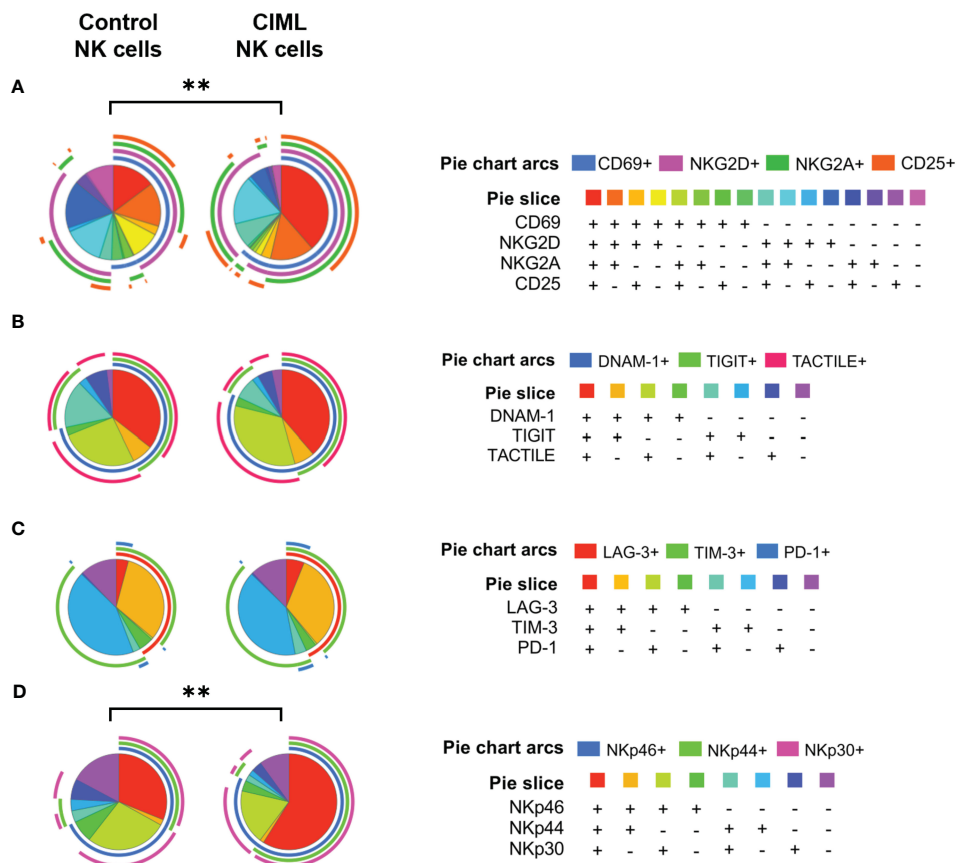 Control
NK cells
CIML
NK cells
A
**
Pie chart arcs CD69+ NKG2D+ NKG2A+ CD25+
Pie slice
CD69 + + + + + + + + - - - - - - - -
NKG2D + + + + - - - - + + + + - - - -
NKG2A + + - - + + - - + + - - + + - -
CD25 + - + - + - + - + - + - + - + -
B
Pie chart arcs DNAM-1+ TIGIT+ TACTILE+
Pie slice
DNAM-1 + + + + - - - -
TIGIT + + - - + + - -
TACTILE + - + - + - + -
C
Pie chart arcs LAG-3+ TIM-3+ PD-1+
Pie slice
LAG-3 + + + + - - - -
TIM-3 + + - - + + - -
PD-1 + - + - + - + -
D
**
Pie chart arcs NKp46+ NKp44+ NKp30+
Pie slice
NKp46 + + + + - - - -
NKp44 + + - - + + - -
NKp30 + - + - + - + -